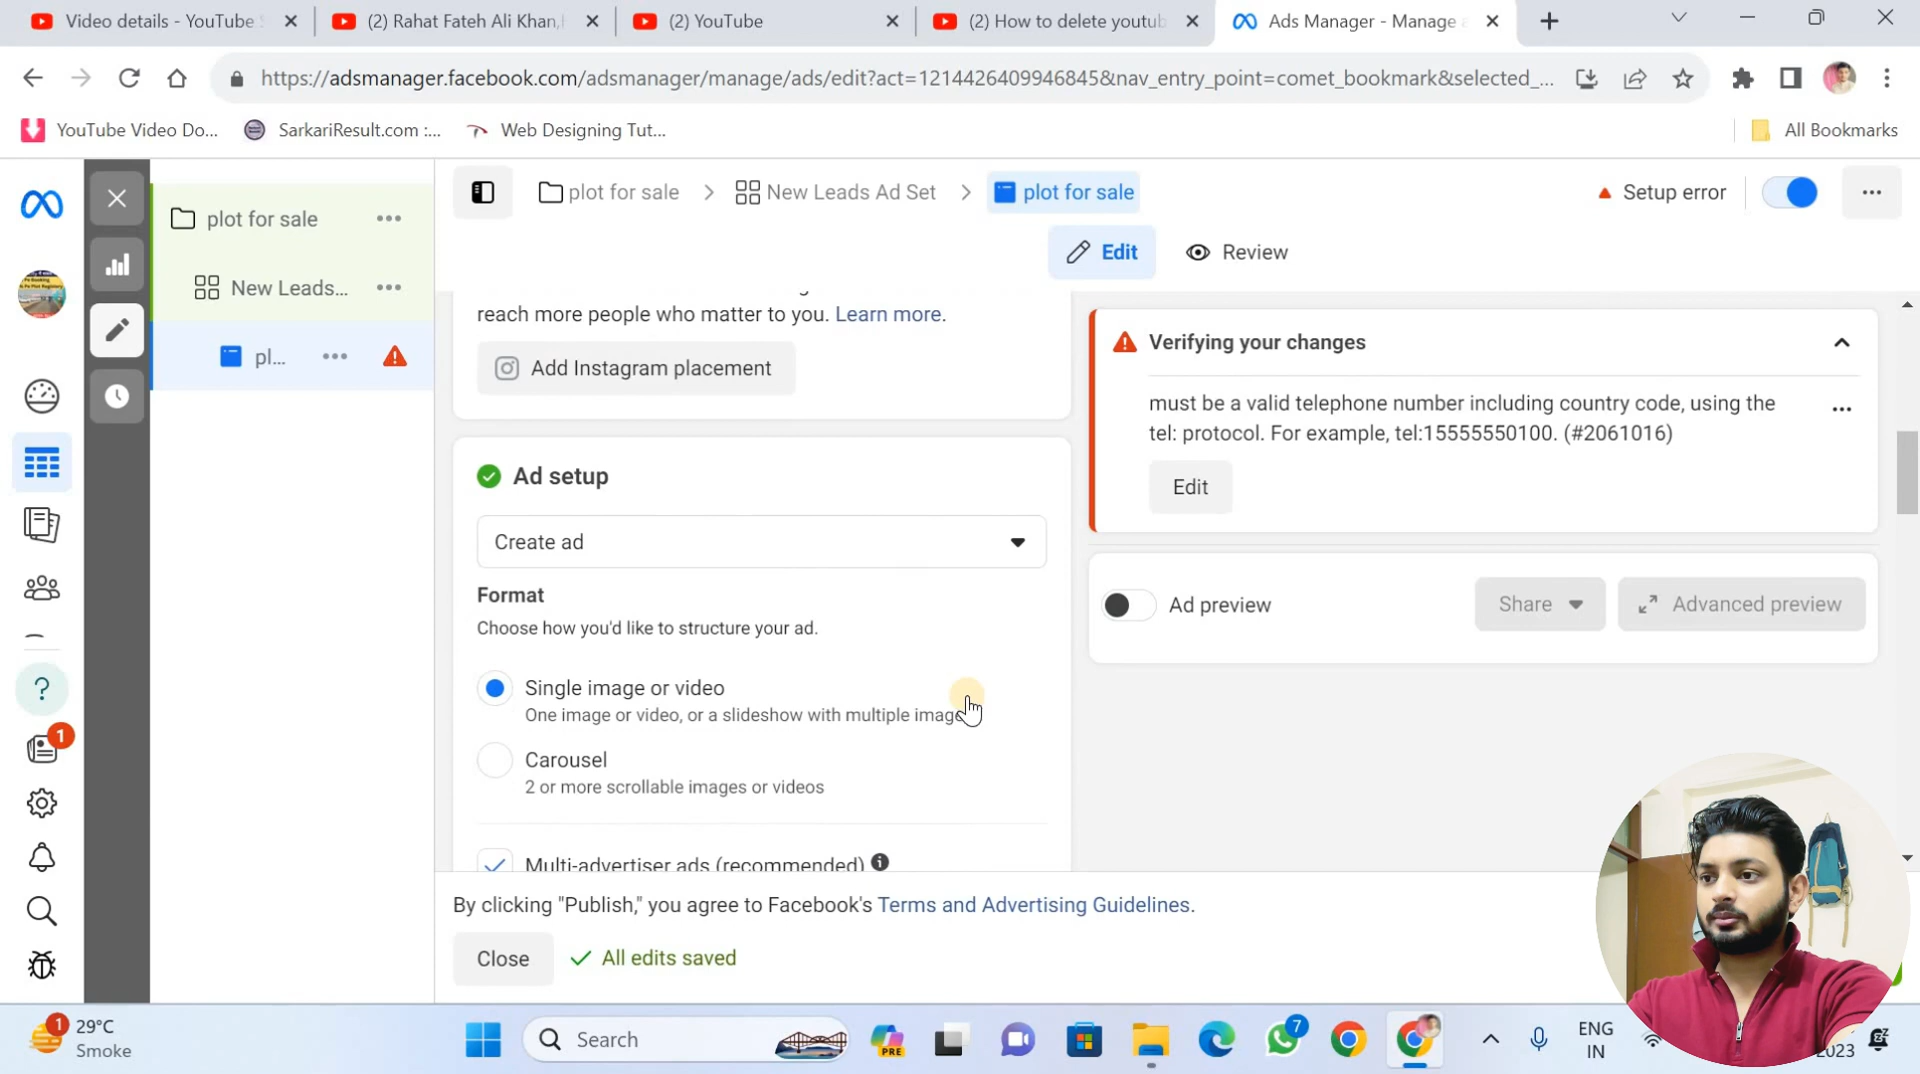 Video details - YouTube S
(2) Rahat Fateh Ali Khan,
(2) YouTube
(2) How to delete youtub
Ads Manager - Manage a
https://adsmanager.facebook.com/adsmanager/manage/ads/edit?act=1214426409946845&nav_entry_point=comet_bookmark&selected_...
YouTube Video Do...
SarkariResult.com :...
Web Designing Tut...
All Bookmarks
plot for sale
New Leads Ad Set
plot for sale
Setup error
Edit
Review
plot for sale
New Leads...
pl...
reach more people who matter to you. Learn more.
Add Instagram placement
Ad setup
Create ad
Format
Choose how you'd like to structure your ad.
Single image or video
One image or video, or a slideshow with multiple image
Carousel
2 or more scrollable images or videos
Multi-advertiser ads (recommended)
Verifying your changes
must be a valid telephone number including country code, using the
tel: protocol. For example, tel:15555550100. (#2061016)
Edit
Ad preview
Share
Advanced preview
1
By clicking "Publish," you agree to Facebook's Terms and Advertising Guidelines.
Close
All edits saved
1
29°C
Smoke
Search
PRE
7
ENG
IN
2023